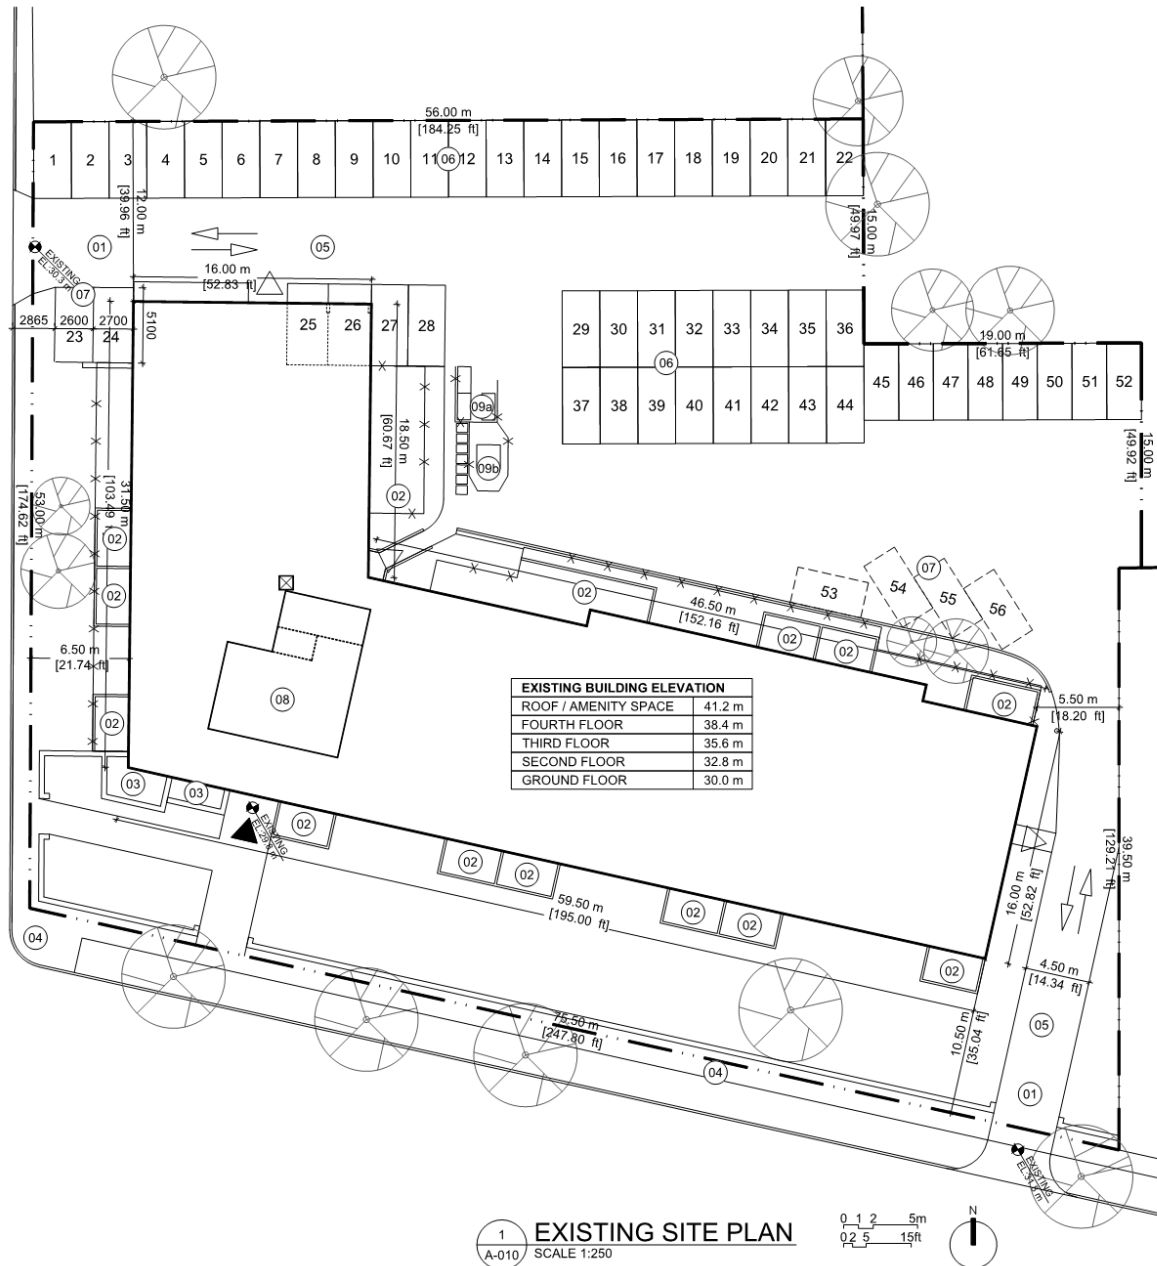 56.00 m
[184.25 ft]
1 2 3 4 5 6 7 8 9 10 11 06 12 13 14 15 16 17 18 19 20 21 22
12.00 m
[39.96 ft]
15.00 m
[49.97 ft]
01
05
EXISTING
EL:30.3 m
16.00 m
[52.83 ft]
07
2865 2600 2700
23 24
5100
25 26 27 28
29 30 31 32 33 34 35 36
06
37 38 39 40 41 42 43 44
19.00 m
[61.65 ft]
45 46 47 48 49 50 51 52
15.00 m
[49.92 ft]
09a
09b
18.50 m
[60.67 ft]
02
53.00 m
[174.62 ft]
31.50 m
[103.49 f
02
02
02
46.50 m
[152.16 ft]
53 54 55 56
07
02
02
6.50 m
[21.74 ft]
08
EXISTING BUILDING ELEVATION
ROOF / AMENITY SPACE 41.2 m
FOURTH FLOOR 38.4 m
THIRD FLOOR 35.6 m
SECOND FLOOR 32.8 m
GROUND FLOOR 30.0 m
02
5.50 m
[18.20 ft]
02
03
03
EXISTING
EL:29.8 m
02
02
02
59.50 m
[195.00 ft]
02
02
02
16.00 m
[52.82 ft]
39.50 m
[129.21 ft]
4.50 m
[14.34 ft]
04
10.50 m
[35.04 ft]
05
75.50 m
[247.80 ft]
04
01
EXISTING
1
A-010
EXISTING SITE PLAN
SCALE 1:250
0 1 2 5m
0 2 5 15ft
N